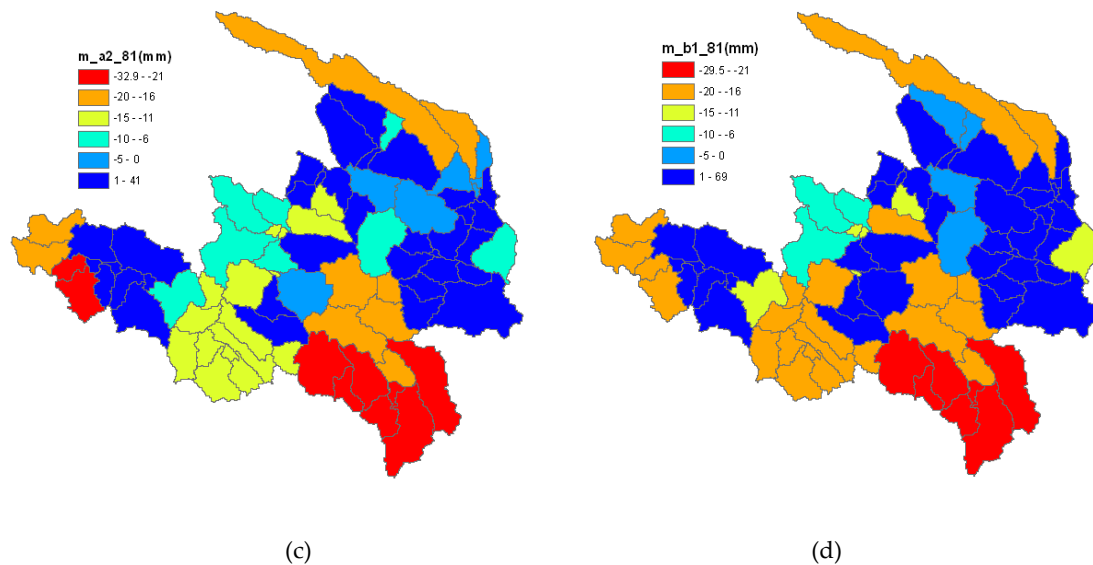 m_a2_81(mm)
-32.9 - -21
-20 - -16
-15 - -11
-10 - -6
-5 - 0
1 - 41
m_b1_81(mm)
-29.5 - -21
-20 - -16
-15 - -11
-10 - -6
-5 - 0
1 - 69
(c)
(d)